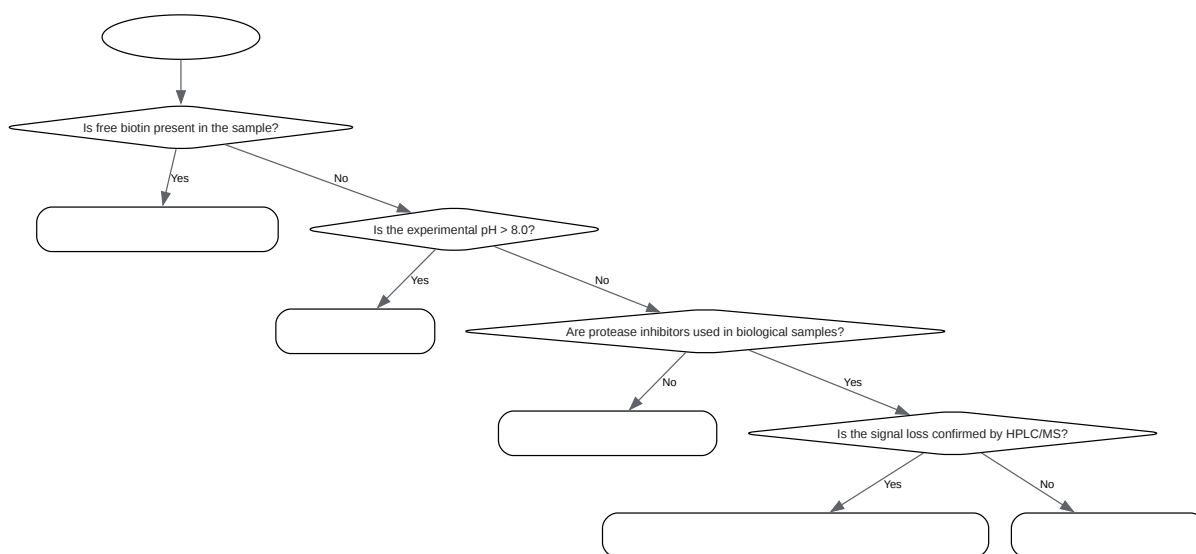 Is free biotin present in the sample?
Yes
No
Is the experimental pH > 8.0?
Yes
No
Are protease inhibitors used in biological samples?
No
Yes
Is the signal loss confirmed by HPLC/MS?
Yes
No